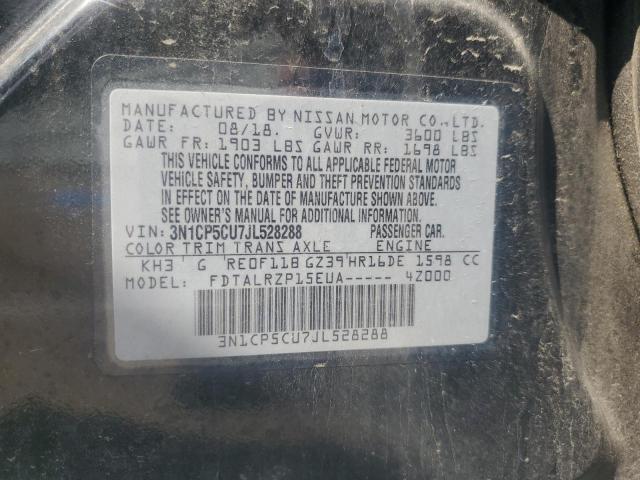 MANUFACTURED BY NISSAN MOTOR CO.,LTD.
DATE: 08/18. GVWR: 3600 LBS
GAWR FR: 1903 LBS GAWR RR: 1698 LBS
THIS VEHICLE CONFORMS TO ALL APPLICABLE FEDERAL MOTOR
VEHICLE SAFETY, BUMPER AND THEFT PREVENTION STANDARDS
IN EFFECT ON THE DATE OF MANUFACTURE SHOWN ABOVE.
SEE OWNER'S MANUAL FOR ADDITIONAL INFORMATION.
VIN: 3N1CP5CU7JL528288 PASSENGER CAR.
COLOR TRIM TRANS AXLE ENGINE
KH3 G RE0F11B GZ39 HR16DE 1598 CC
MODEL: FDTALRZP15EUA---- 4Z000
3N1CP5CU7JL528288